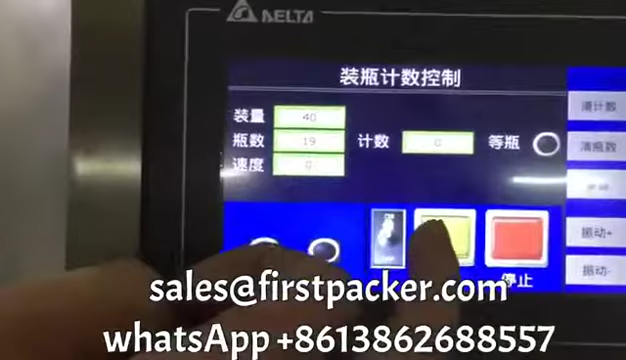 DELTA
装瓶计数控制
装量 40
瓶数 19 计数 0 等瓶
速度 0
清计数
清瓶数
振动+
振动-
停止
sales@firstpacker.com
whatsApp +8613862688557